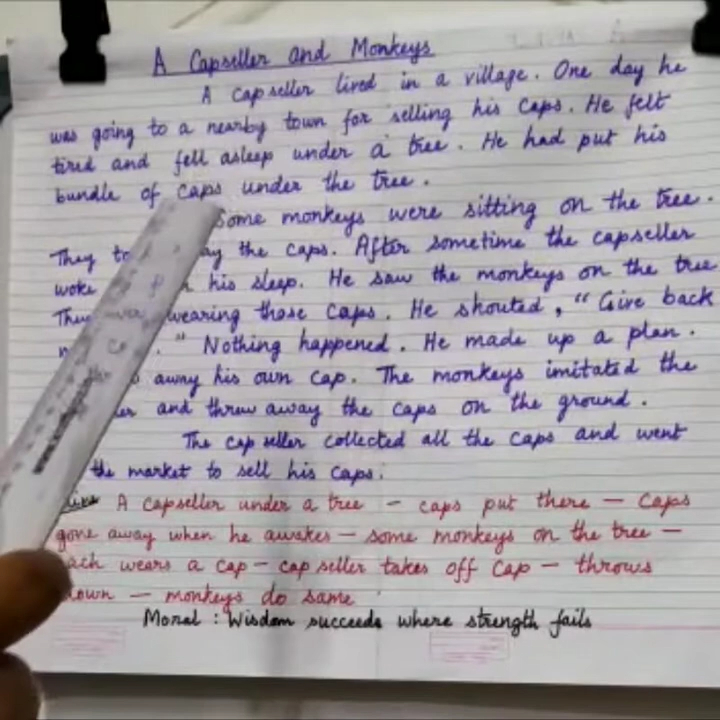 A Capseller and Monkeys
A cap seller lived in a village. One day he
was going to a nearby town for selling his caps. He felt
tired and fell asleep under a tree. He had put his
bundle of caps under the tree.
Some monkeys were sitting on the tree.
They the caps. After sometime the capseller
woke his sleep. He saw the monkeys on the tree
wearing those caps. He shouted, "Give back
" Nothing happened. He made up a plan.
away his own cap. The monkeys imitated the
and threw away the caps on the ground.
The cap seller collected all the caps and went
the market to sell his caps.
A capseller under a tree – caps put there – caps
gone away when he awakes – some monkeys on the tree –
wears a cap – cap seller takes off cap – throws
down – monkeys do same
Moral : Wisdom succeeds where strength fails